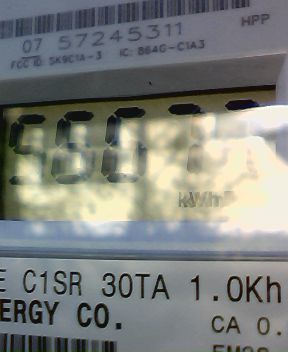 HPP
07 57245311
FCC ID: SK9C1A-3 IC: 864G-C1A3
kWh
E C1SR 30TA 1.0Kh
ERGY CO.
CA 0.